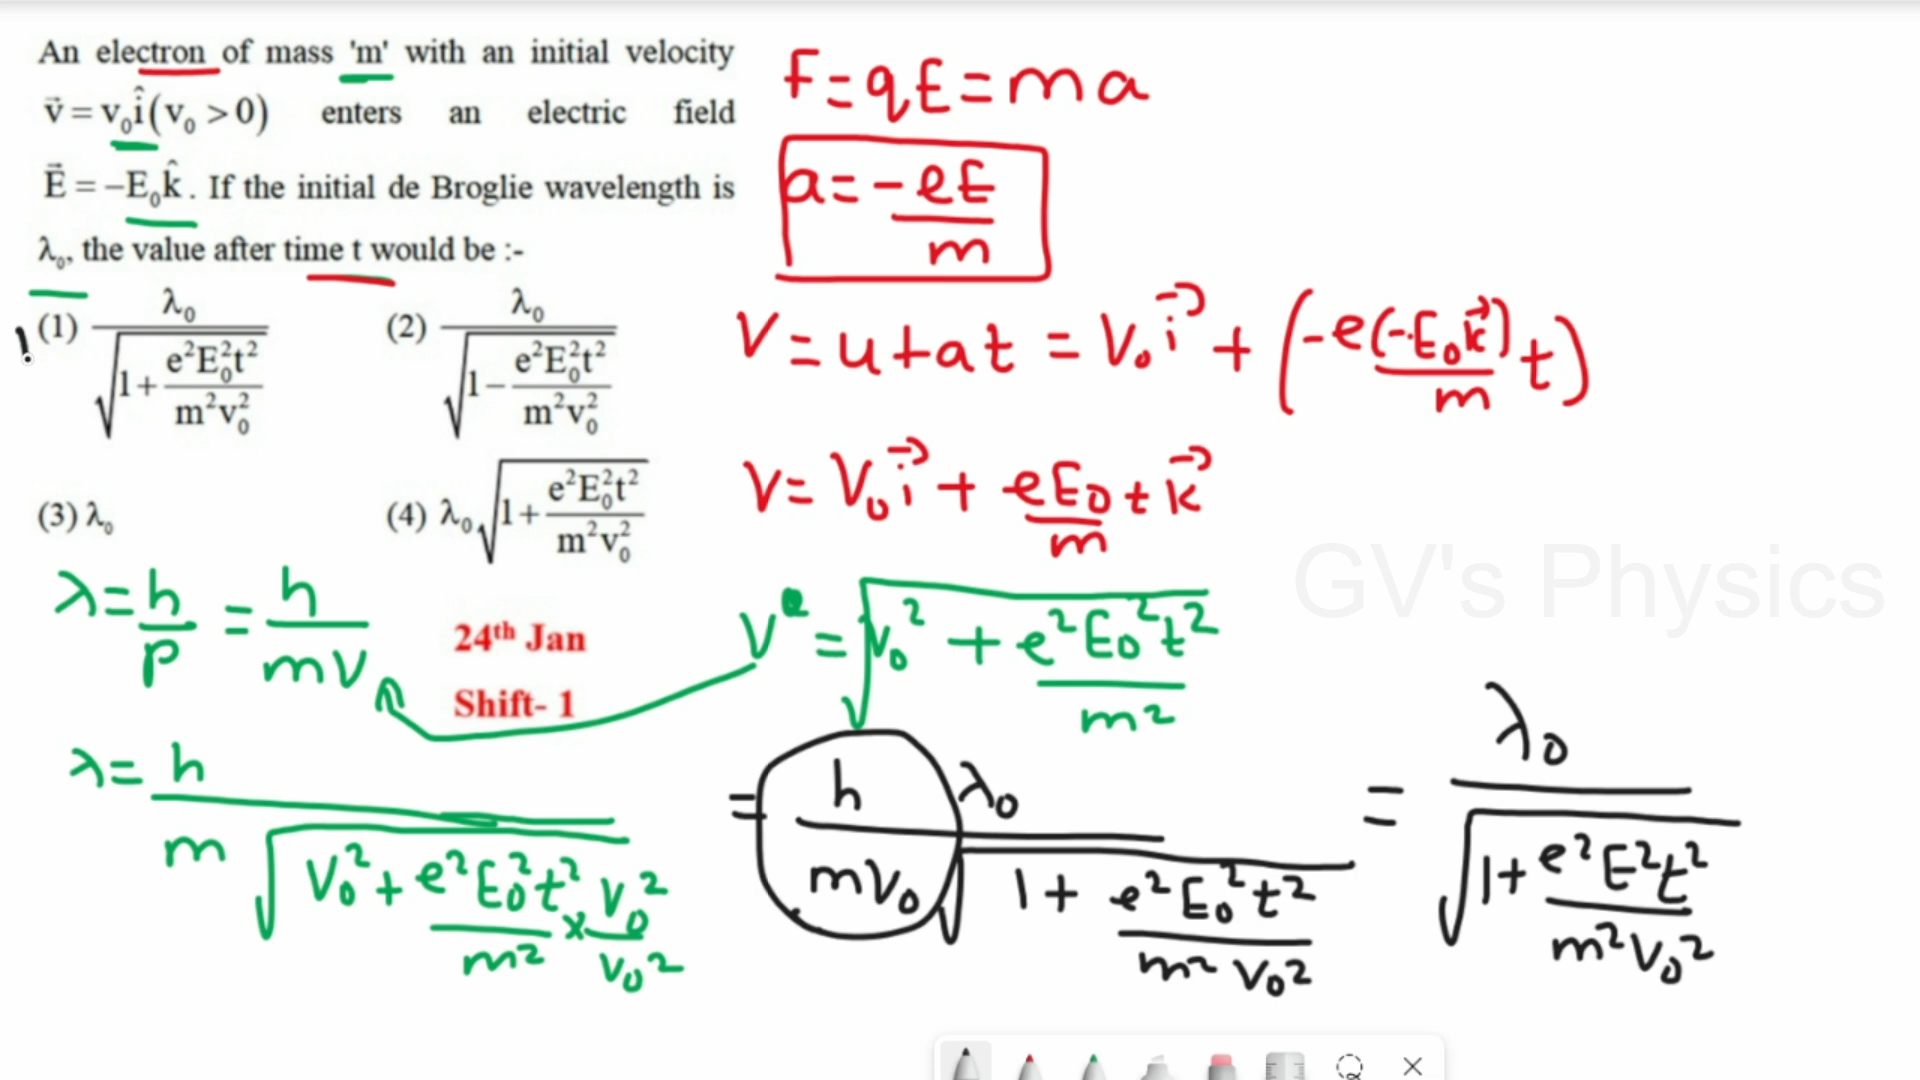 An electron of mass 'm' with an initial velocity
v⃗ = v₀î (v₀ > 0) enters an electric field
E⃗ = −E₀k̂. If the initial de Broglie wavelength is
λ₀, the value after time t would be :-
(1) λ₀ / √(1 + e²E₀²t² / m²v₀²)
(2) λ₀ / √(1 − e²E₀²t² / m²v₀²)
(3) λ₀
(4) λ₀ √(1 + e²E₀²t² / m²v₀²)
F = qE = ma
a = −eE / m
V = u + at = V₀ i⃗ + (−e(−E₀k⃗) / m t)
V = V₀ i⃗ + eE₀ / m t k⃗
λ = h / p = h / mv
24th Jan
Shift- 1
V = √(V₀² + e²E₀²t² / m²)
λ = h / m √(V₀² + e²E₀²t² / m² × V₀² / V₀²)
= h / mV₀ λ₀ / √(1 + e²E₀²t² / m²V₀²) = λ₀ / √(1 + e²E²t² / m²V₀²)
GV's Physics